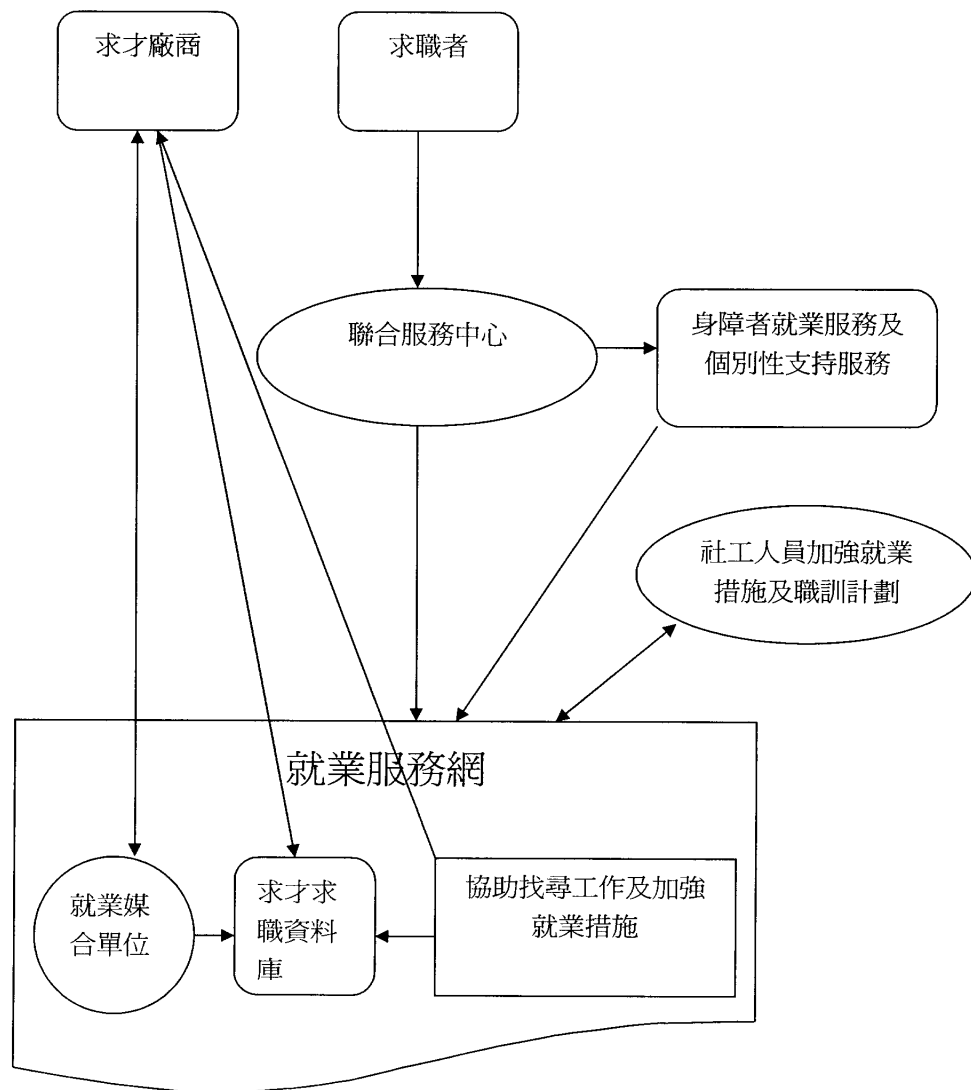 求才廠商
求職者
聯合服務中心
身障者就業服務及
個別性支持服務
社工人員加強就業
措施及職訓計劃
就業服務網
就業媒
合單位
求才求
職資料
庫
協助找尋工作及加強
就業措施